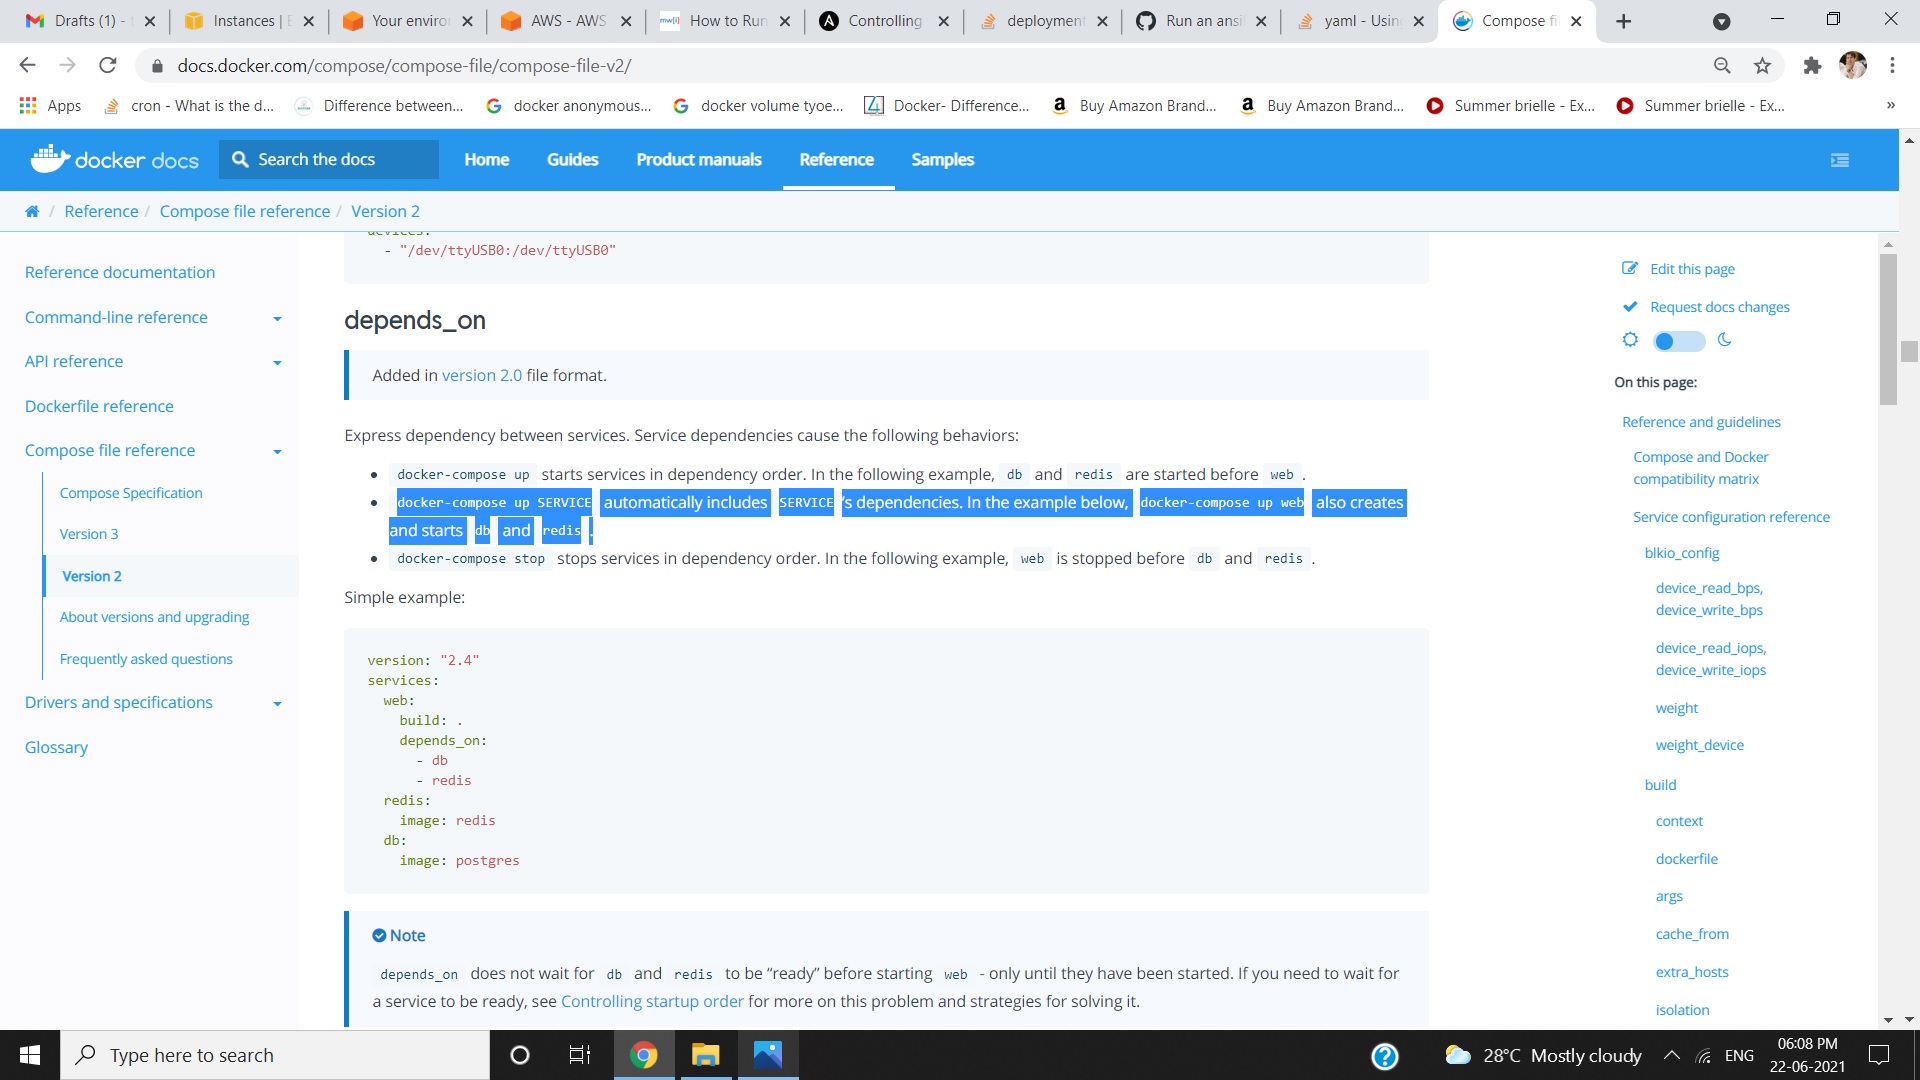 Drafts (1) -
Instances | E
Your enviror
AWS - AWS
How to Run
Controlling
deployment
Run an ansi
yaml - Usin
Compose fi
docs.docker.com/compose/compose-file/compose-file-v2/
Apps
cron - What is the d...
Difference between...
docker anonymous...
docker volume tyoe...
Docker- Difference...
Buy Amazon Brand...
Buy Amazon Brand...
Summer brielle - Ex...
Summer brielle - Ex...
»
docker docs
Search the docs
Home
Guides
Product manuals
Reference
Samples
/ Reference / Compose file reference / Version 2
Reference documentation
Command-line reference
API reference
Dockerfile reference
Compose file reference
Compose Specification
Version 3
Version 2
About versions and upgrading
Frequently asked questions
Drivers and specifications
Glossary
devices:
- "/dev/ttyUSB0:/dev/ttyUSB0"
depends_on
Added in version 2.0 file format.
Express dependency between services. Service dependencies cause the following behaviors:
• docker-compose up starts services in dependency order. In the following example, db and redis are started before web .
• docker-compose up SERVICE automatically includes SERVICE 's dependencies. In the example below, docker-compose up web also creates
and starts db and redis .
• docker-compose stop stops services in dependency order. In the following example, web is stopped before db and redis .
Simple example:
version: "2.4"
services:
web:
build: .
depends_on:
- db
- redis
redis:
image: redis
db:
image: postgres
Note
depends_on does not wait for db and redis to be “ready” before starting web - only until they have been started. If you need to wait for
a service to be ready, see Controlling startup order for more on this problem and strategies for solving it.
Edit this page
Request docs changes
On this page:
Reference and guidelines
Compose and Docker
compatibility matrix
Service configuration reference
blkio_config
device_read_bps,
device_write_bps
device_read_iops,
device_write_iops
weight
weight_device
build
context
dockerfile
args
cache_from
extra_hosts
isolation
Type here to search
28°C Mostly cloudy
ENG
06:08 PM
22-06-2021